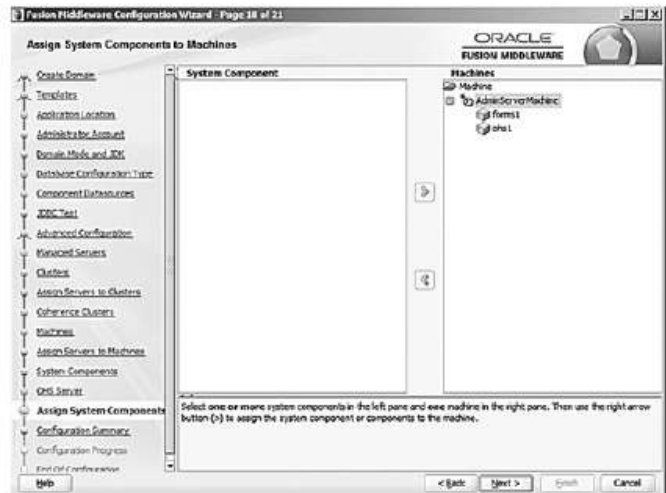 Fusion Middleware Configuration Wizard - Page 18 of 21
Assign System Components to Machines
ORACLE
FUSION MIDDLEWARE
Create Domain
Templates
Application Location
Administrator Account
Domain Mode and JDK
Database Configuration Type
Component Datasources
JDBC Test
Advanced Configuration
Managed Servers
Clusters
Assign Servers to Clusters
Coherence Clusters
Machines
Assign Servers to Machines
System Components
OHS Server
Assign System Components
Configuration Summary
Configuration Progress
End Of Configuration
System Component
Machines
Machine
AdminServerMachine
forms1
ohs1
Select one or more system components in the left pane and one machine in the right pane. Then use the right arrow
button (>) to assign the system component or components to the machine.
Help
< Back
Next >
Finish
Cancel